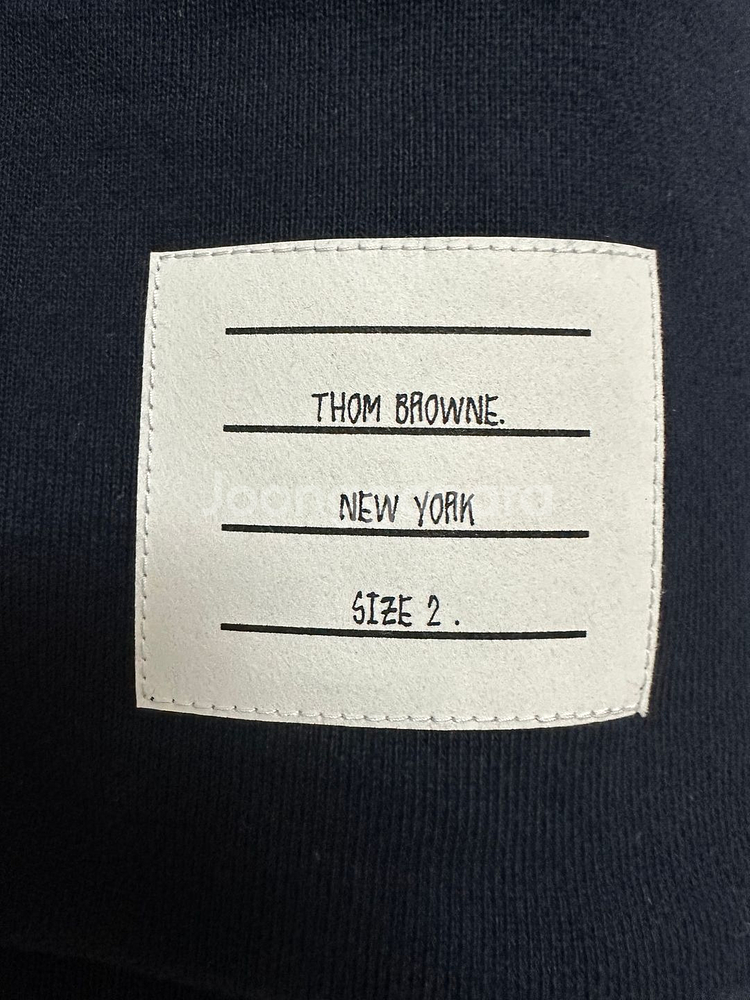 THOM BROWNE.
NEW YORK
SIZE 2.